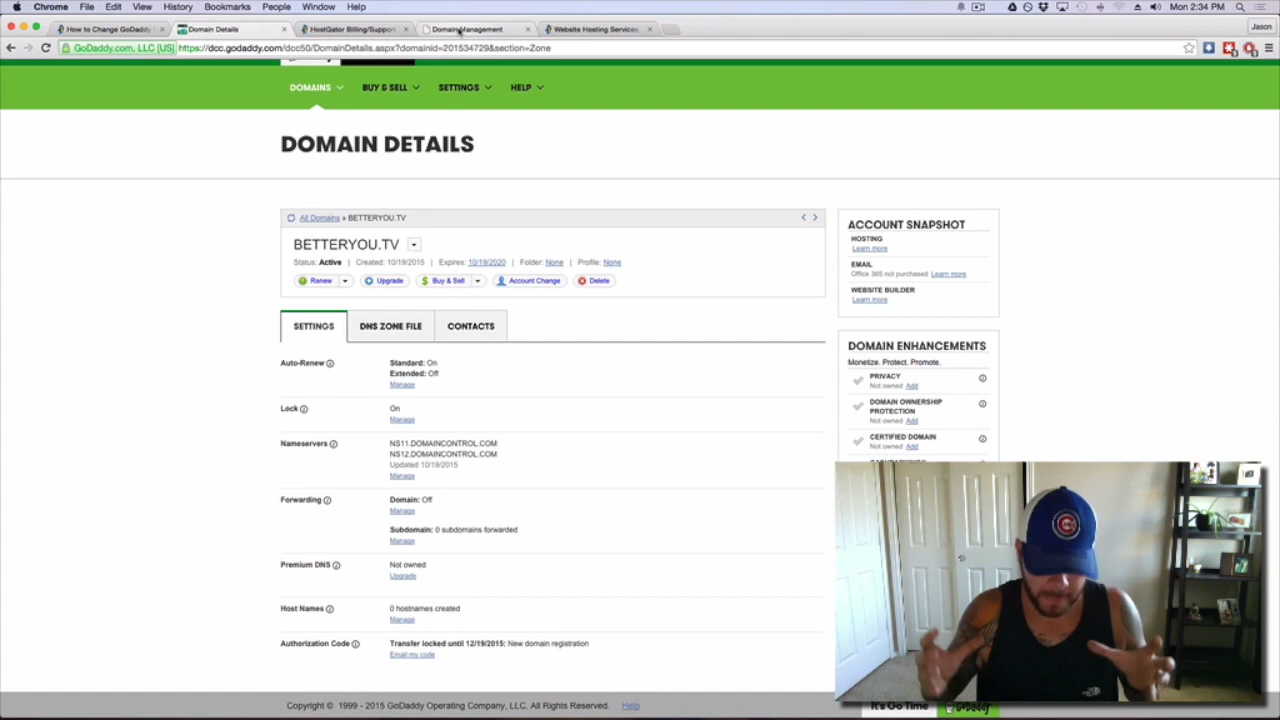 Chrome File Edit View History Bookmarks People Window Help Mon 2:34 PM
How to Change GoDaddy Domain Details HostGator Billing/Support Domain Management Website Hosting Services, Jason
GoDaddy.com, LLC [US] https://dcc.godaddy.com/dcc50/DomainDetails.aspx?domainid=201534729&section=Zone
DOMAINS BUY & SELL SETTINGS HELP
DOMAIN DETAILS
All Domains » BETTERYOU.TV
BETTERYOU.TV
Status: Active | Created: 10/19/2015 | Expires: 10/19/2020 | Folder: None | Profile: None
Renew Upgrade Buy & Sell Account Change Delete
SETTINGS DNS ZONE FILE CONTACTS
Auto-Renew Standard: On
Extended: Off
Manage
Lock On
Manage
Nameservers NS11.DOMAINCONTROL.COM
NS12.DOMAINCONTROL.COM
Updated 10/19/2015
Manage
Forwarding Domain: Off
Manage
Subdomain: 0 subdomains forwarded
Manage
Premium DNS Not owned
Upgrade
Host Names 0 hostnames created
Manage
Authorization Code Transfer locked until 12/19/2015: New domain registration
Email my code
ACCOUNT SNAPSHOT
HOSTING
Learn more
EMAIL
Office 365 not purchased Learn more
WEBSITE BUILDER
Learn more
DOMAIN ENHANCEMENTS
Monetize. Protect. Promote.
PRIVACY
Not owned Add
DOMAIN OWNERSHIP
PROTECTION
Not owned Add
CERTIFIED DOMAIN
Not owned Add
Copyright © 1999 - 2015 GoDaddy Operating Company, LLC. All Rights Reserved. Help
It's Go Time GoDaddy